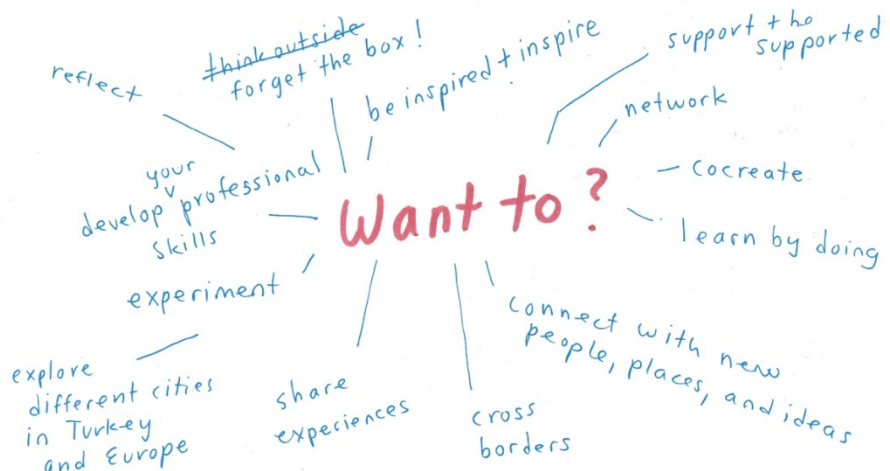 reflect
think outside
forget the box!
be inspired + inspire
support + ho
supported
network
cocreate
learn by doing
connect with new
people, places, and ideas
cross
borders
share
experiences
explore
different cities
in Turkey
and Europe
experiment
your
develop professional
skills
Want to?